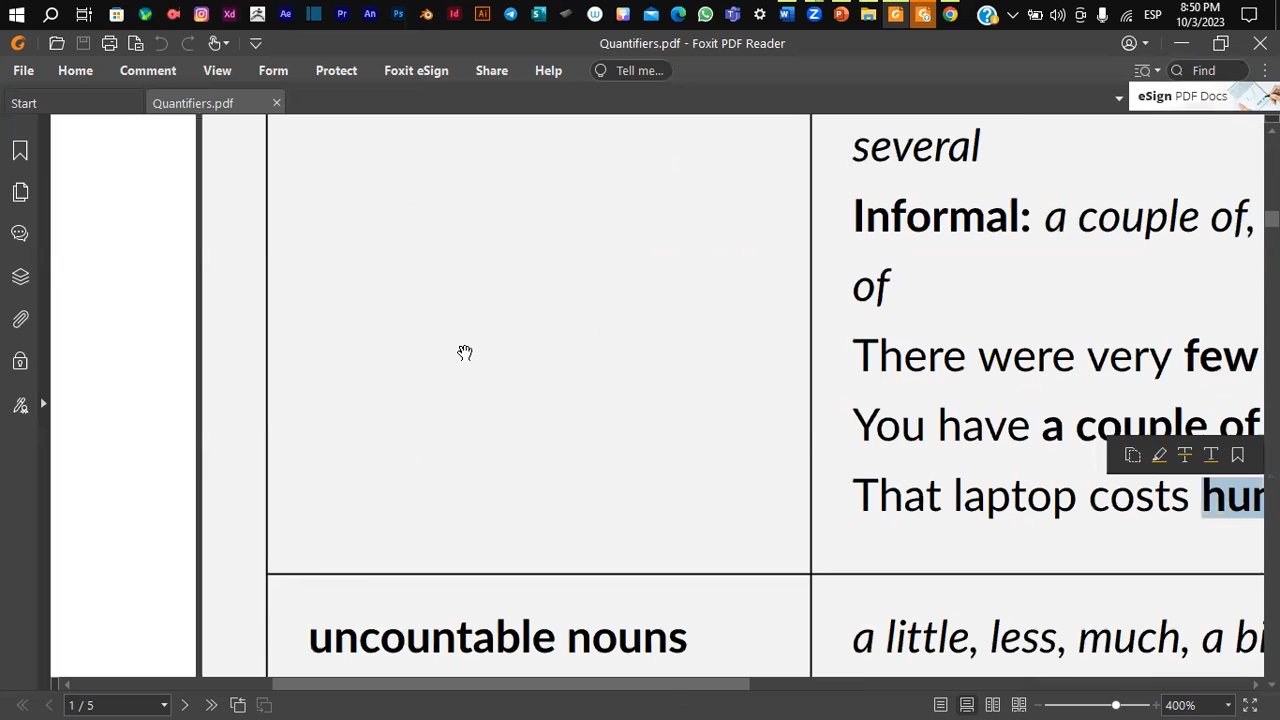 8:50 PM
10/3/2023
ESP
Quantifiers.pdf - Foxit PDF Reader
File Home Comment View Form Protect Foxit eSign Share Help Tell me... Find
Start Quantifiers.pdf eSign PDF Docs
several
Informal: a couple of,
of
There were very few
You have a couple of
That laptop costs
uncountable nouns a little, less, much, a
1 / 5 400%